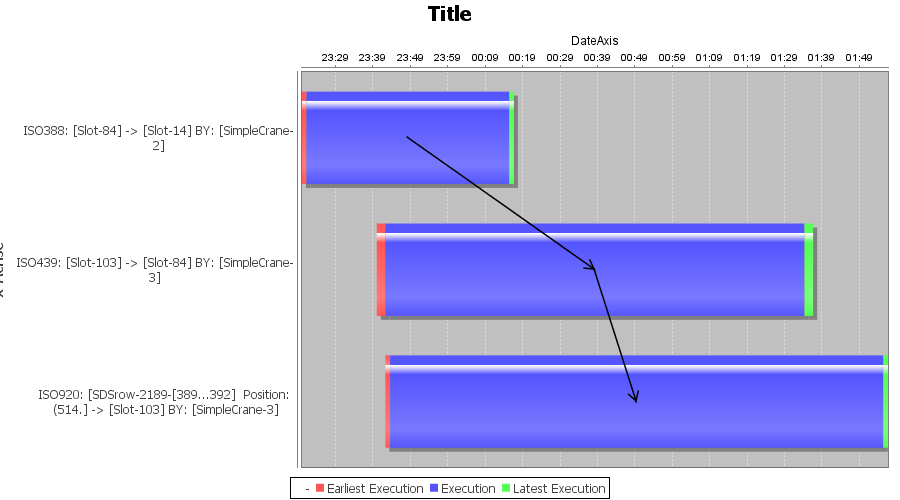 Title
DateAxis
23:29 23:39 23:49 23:59 00:09 00:19 00:29 00:39 00:49 00:59 01:09 01:19 01:29 01:39 01:49
ISO388: [Slot-84] -> [Slot-14] BY: [SimpleCrane-
2]
ISO439: [Slot-103] -> [Slot-84] BY: [SimpleCrane-
3]
ISO920: [SDSrow-2189-[389...392] Position:
(514.] -> [Slot-103] BY: [SimpleCrane-3]
- Earliest Execution Execution Latest Execution